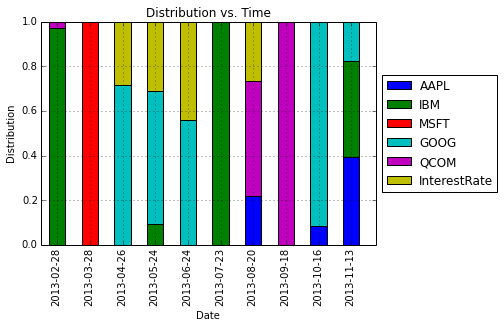 Distribution vs. Time
Distribution
1.0
0.8
0.6
0.4
0.2
0.0
2013-02-28
2013-03-28
2013-04-26
2013-05-24
2013-06-24
2013-07-23
2013-08-20
2013-09-18
2013-10-16
2013-11-13
Date
AAPL
IBM
MSFT
GOOG
QCOM
InterestRate